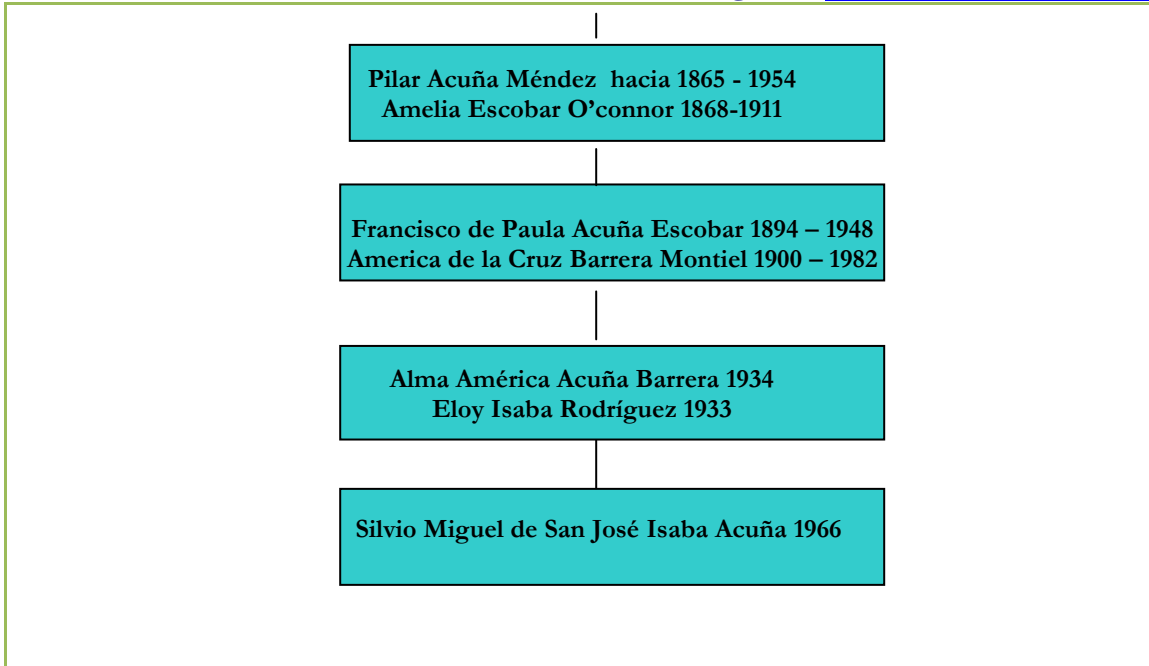 Pilar Acuña Méndez hacia 1865 - 1954
Amelia Escobar O’connor 1868-1911
Francisco de Paula Acuña Escobar 1894 – 1948
America de la Cruz Barrera Montiel 1900 – 1982
Alma América Acuña Barrera 1934
Eloy Isaba Rodríguez 1933
Silvio Miguel de San José Isaba Acuña 1966